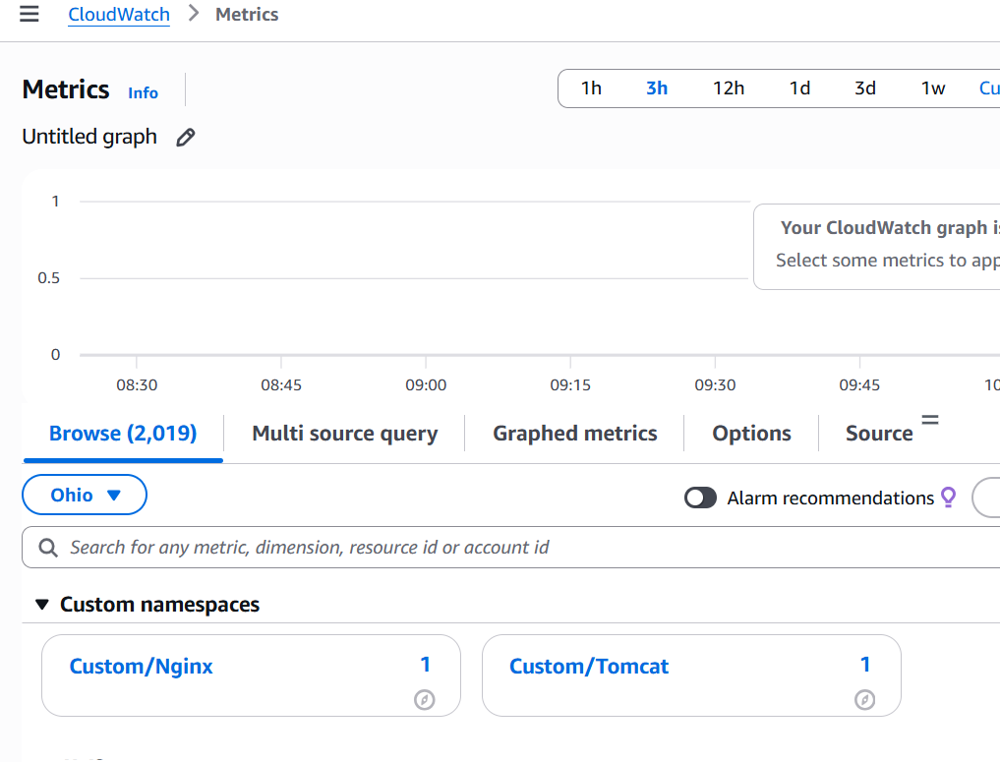 CloudWatch > Metrics
Metrics Info
1h 3h 12h 1d 3d 1w Cu
Untitled graph
1
Your CloudWatch graph is
Select some metrics to app
0.5
0
08:30 08:45 09:00 09:15 09:30 09:45 10
Browse (2,019) Multi source query Graphed metrics Options Source
Ohio
Alarm recommendations
Search for any metric, dimension, resource id or account id
Custom namespaces
Custom/Nginx 1 Custom/Tomcat 1